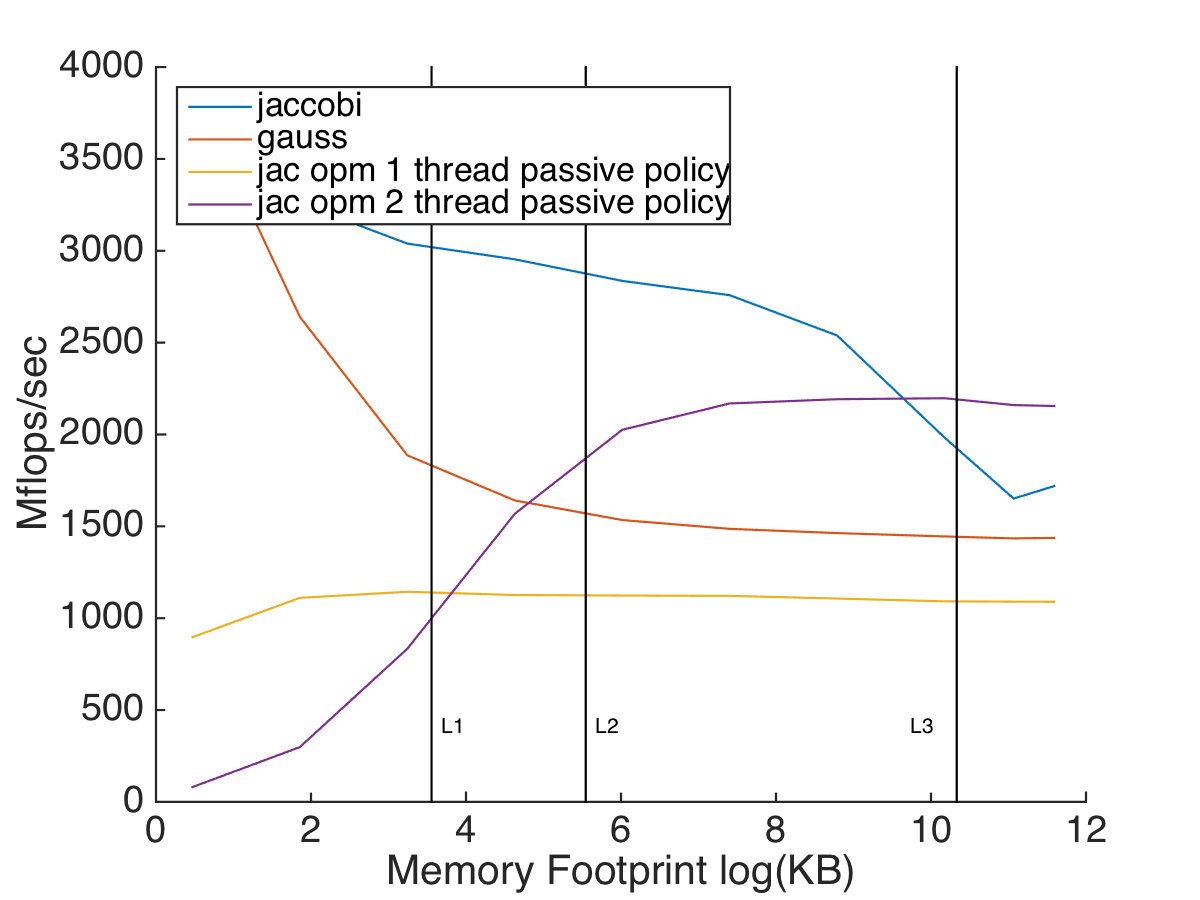 4000
3500
3000
2500
2000
1500
1000
500
0
Mflops/sec
jaccobi
gauss
jac opm 1 thread passive policy
jac opm 2 thread passive policy
L1
L2
L3
0 2 4 6 8 10 12
Memory Footprint log(KB)